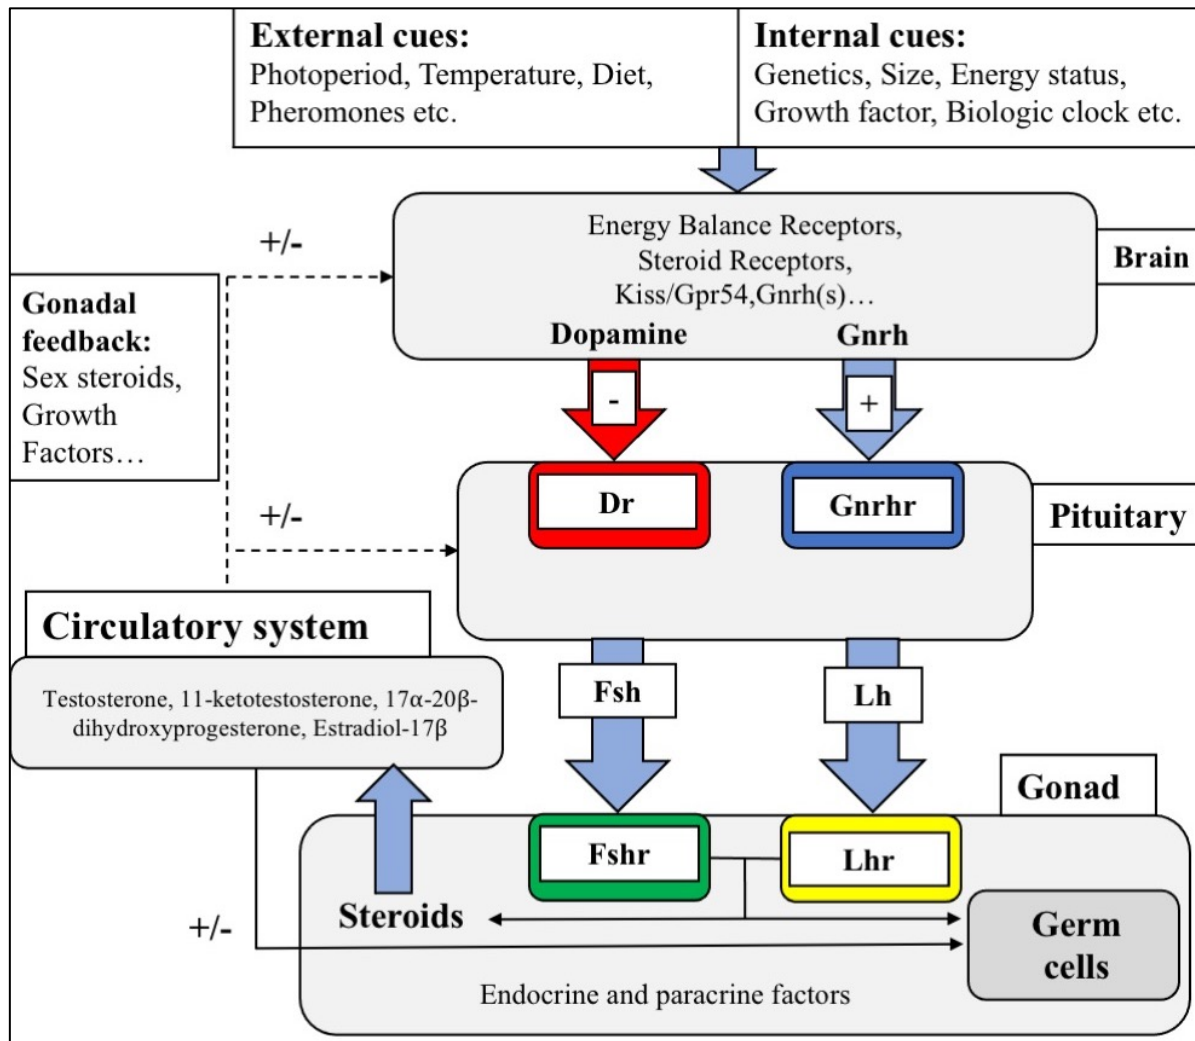 External cues:
Photoperiod, Temperature, Diet,
Pheromones etc.
Internal cues:
Genetics, Size, Energy status,
Growth factor, Biologic clock etc.
Energy Balance Receptors,
Steroid Receptors,
Kiss/Gpr54,Gnrh(s)…
Dopamine
Gnrh
Brain
+/-
Gonadal
feedback:
Sex steroids,
Growth
Factors…
-
+
Dr
Gnrhr
Pituitary
+/-
Circulatory system
Testosterone, 11-ketotestosterone, 17α-20β-
dihydroxyprogesterone, Estradiol-17β
Fsh
Lh
Gonad
Fshr
Lhr
Steroids
+/-
Germ
cells
Endocrine and paracrine factors